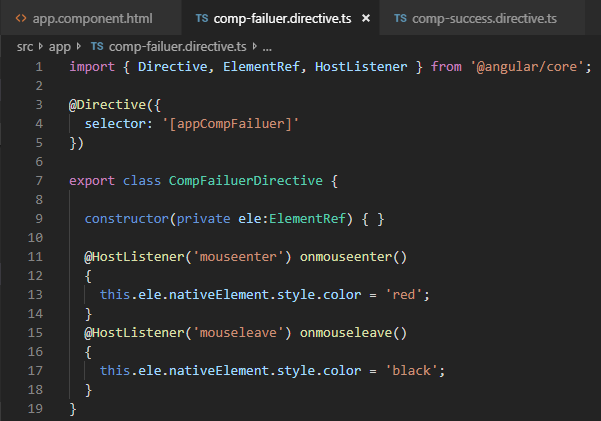 app.component.html TS comp-failuer.directive.ts × TS comp-success.directive.ts
src › app › TS comp-failuer.directive.ts › ...
1 import { Directive, ElementRef, HostListener } from '@angular/core';
2
3 @Directive({
4   selector: '[appCompFailuer]'
5 })
6
7 export class CompFailuerDirective {
8
9   constructor(private ele:ElementRef) { }
10
11   @HostListener('mouseenter') onmouseenter()
12   {
13     this.ele.nativeElement.style.color = 'red';
14   }
15   @HostListener('mouseleave') onmouseleave()
16   {
17     this.ele.nativeElement.style.color = 'black';
18   }
19 }